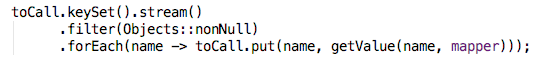 toCall.keySet().stream()
.filter(Objects::nonNull)
.forEach(name -> toCall.put(name, getValue(name, mapper)));